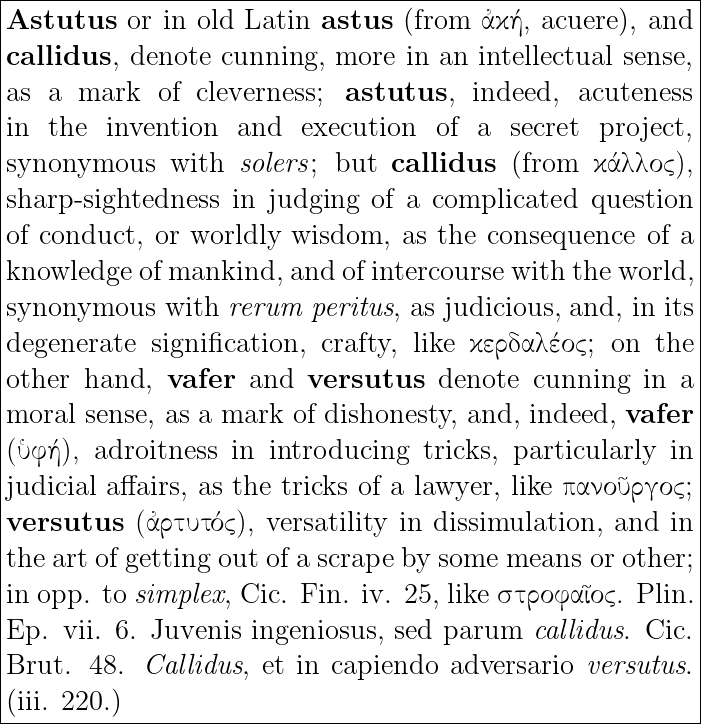 Astutus or in old Latin astus (from ἀκή, acuere), and
callidus, denote cunning, more in an intellectual sense,
as a mark of cleverness; astutus, indeed, acuteness
in the invention and execution of a secret project,
synonymous with solers; but callidus (from κάλλος),
sharp-sightedness in judging of a complicated question
of conduct, or worldly wisdom, as the consequence of a
knowledge of mankind, and of intercourse with the world,
synonymous with rerum peritus, as judicious, and, in its
degenerate signification, crafty, like κερδαλέος; on the
other hand, vafer and versutus denote cunning in a
moral sense, as a mark of dishonesty, and, indeed, vafer
(ὑφή), adroitness in introducing tricks, particularly in
judicial affairs, as the tricks of a lawyer, like πανοῦργος;
versutus (ἀρτυτός), versatility in dissimulation, and in
the art of getting out of a scrape by some means or other;
in opp. to simplex, Cic. Fin. iv. 25, like στροφαῖος. Plin.
Ep. vii. 6. Juvenis ingeniosus, sed parum callidus. Cic.
Brut. 48. Callidus, et in capiendo adversario versutus.
(iii. 220.)